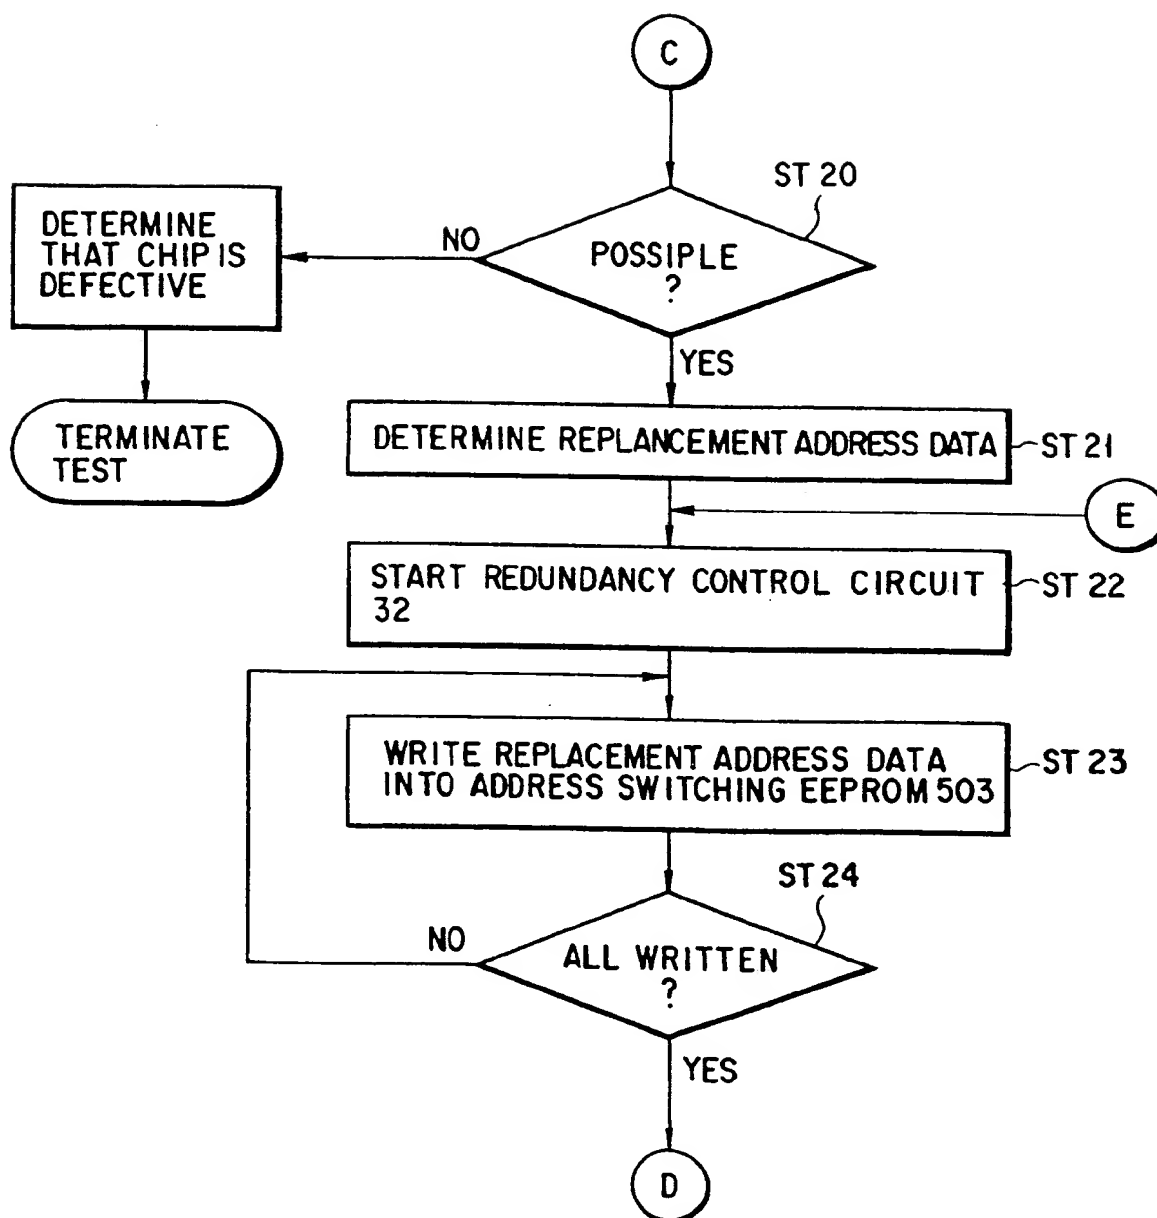 C
ST 20
DETERMINE
THAT CHIP IS
DEFECTIVE
NO
POSSIPLE
?
YES
TERMINATE
TEST
DETERMINE REPLANCEMENT ADDRESS DATA
ST 21
E
START REDUNDANCY CONTROL CIRCUIT
32
ST 22
WRITE REPLACEMENT ADDRESS DATA
INTO ADDRESS SWITCHING EEPROM 503
ST 23
ST 24
NO
ALL WRITTEN
?
YES
D